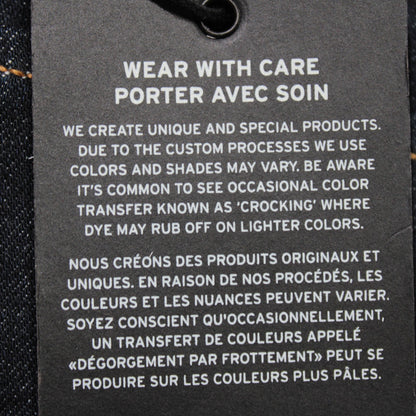 WEAR WITH CARE
PORTER AVEC SOIN
WE CREATE UNIQUE AND SPECIAL PRODUCTS.
DUE TO THE CUSTOM PROCESSES WE USE
COLORS AND SHADES MAY VARY. BE AWARE
IT'S COMMON TO SEE OCCASIONAL COLOR
TRANSFER KNOWN AS 'CROCKING' WHERE
DYE MAY RUB OFF ON LIGHTER COLORS.
NOUS CRÉONS DES PRODUITS ORIGINAUX ET
UNIQUES. EN RAISON DE NOS PROCÉDÉS, LES
COULEURS ET LES NUANCES PEUVENT VARIER.
SOYEZ CONSCIENT QU'OCCASIONNELLEMENT,
UN TRANSFERT DE COULEURS APPELÉ
«DÉGORGEMENT PAR FROTTEMENT» PEUT SE
PRODUIRE SUR LES COULEURS PLUS PÂLES.